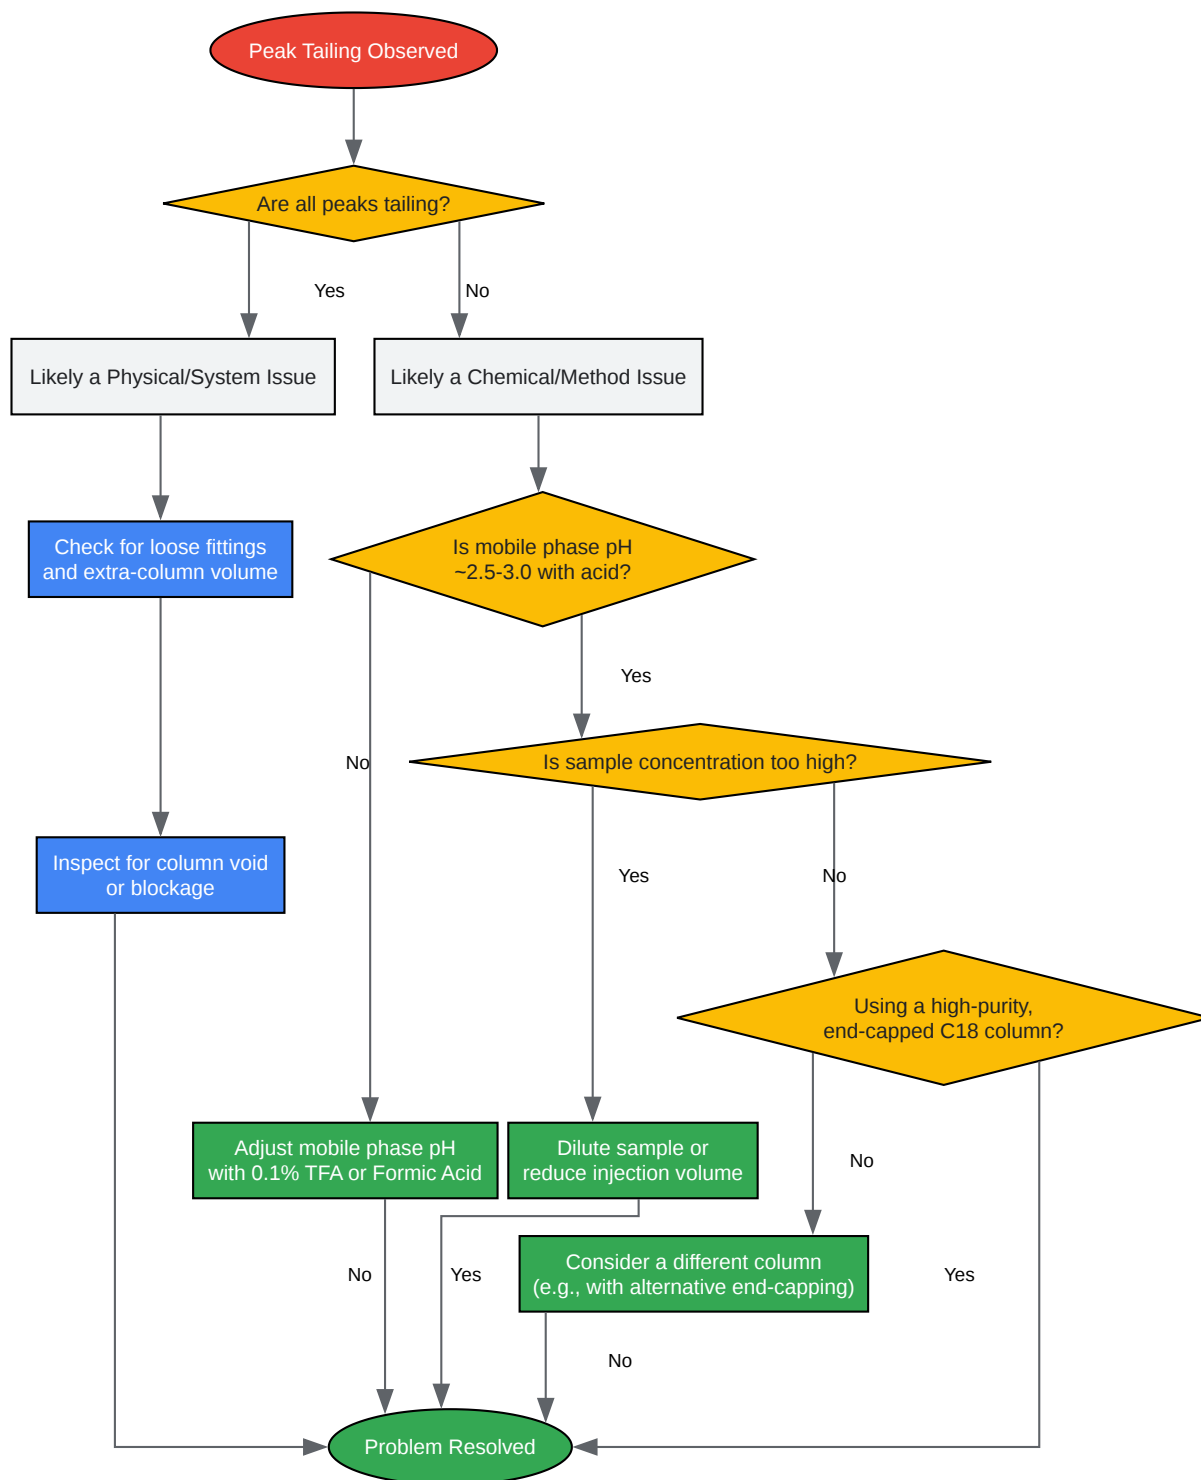 Peak Tailing Observed
Are all peaks tailing?
Yes
No
Likely a Physical/System Issue
Likely a Chemical/Method Issue
Check for loose fittings
and extra-column volume
Is mobile phase pH
~2.5-3.0 with acid?
Yes
No
Is sample concentration too high?
Inspect for column void
or blockage
Yes
No
Using a high-purity,
end-capped C18 column?
Adjust mobile phase pH
with 0.1% TFA or Formic Acid
Dilute sample or
reduce injection volume
No
Consider a different column
(e.g., with alternative end-capping)
No
Yes
Yes
No
Problem Resolved